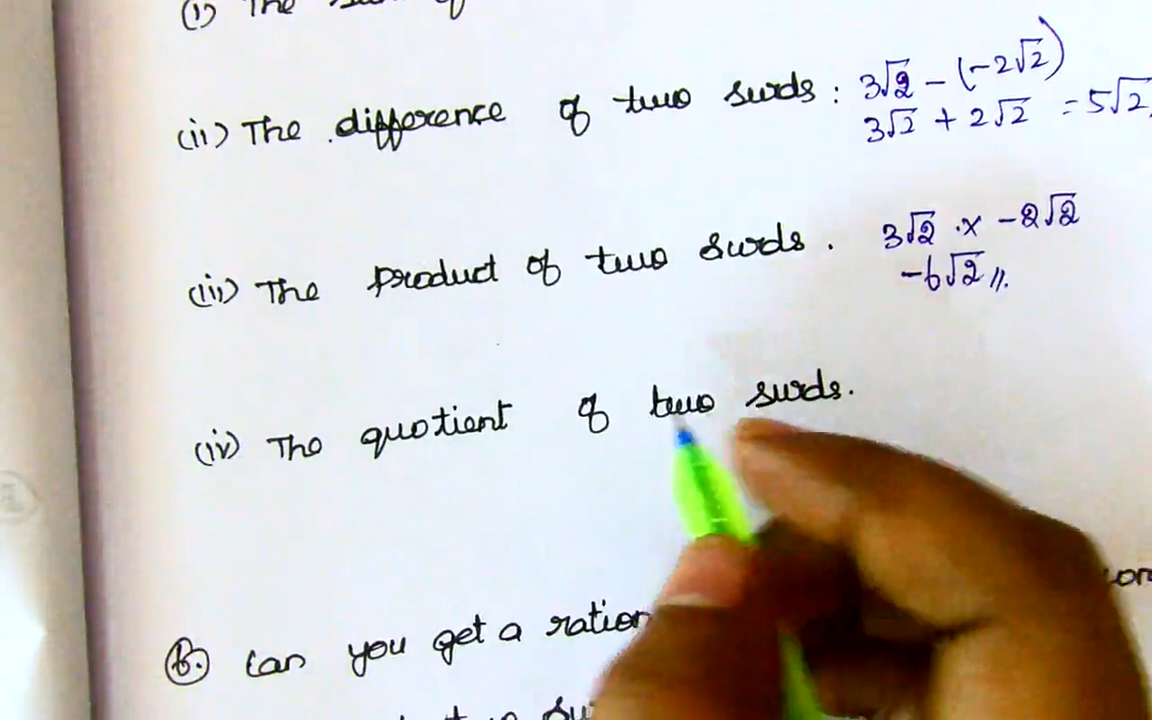 (i) The
(ii) The difference of two surds : 3√2 - (-2√2)
3√2 + 2√2 = 5√2
(iii) The product of two surds . 3√2 x -2√2
-6√2 //.
(iv) The quotient of two surds.
6. Can you get a ration